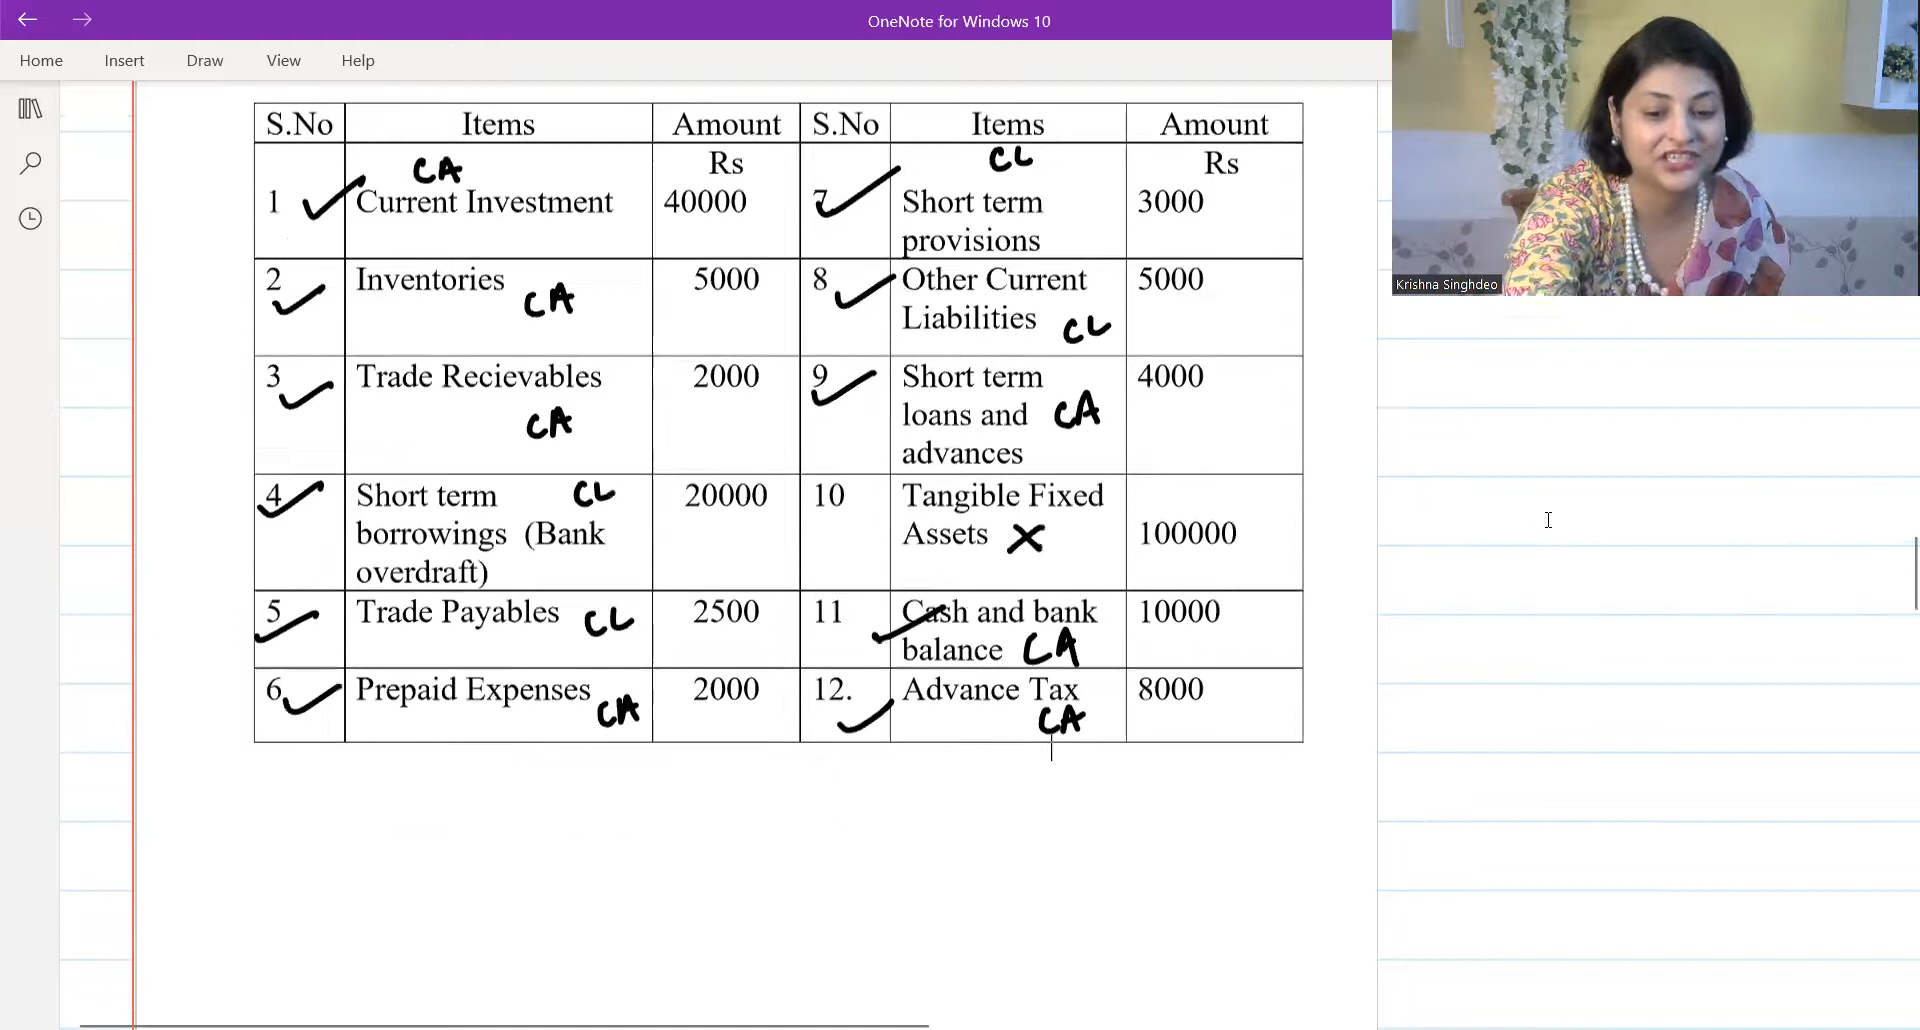 OneNote for Windows 10
Home Insert Draw View Help
Krishna Singhdeo
S.No Items Amount S.No Items Amount
CA Rs CL Rs
1 Current Investment 40000 7 Short term 3000
provisions
2 Inventories 5000 8 Other Current 5000
CA Liabilities CL
3 Trade Recievables 2000 9 Short term 4000
CA loans and CA
advances
4 Short term CL 20000 10 Tangible Fixed
borrowings (Bank Assets X 100000
overdraft)
5 Trade Payables CL 2500 11 Cash and bank 10000
balance CA
6 Prepaid Expenses 2000 12. Advance Tax 8000
CA CA